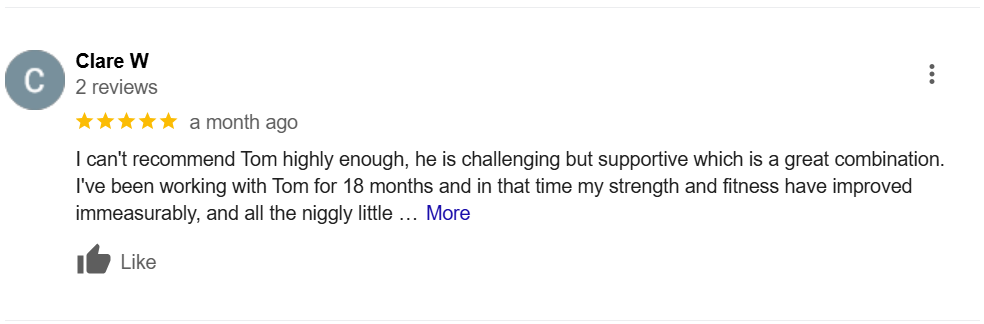 C
Clare W
2 reviews
a month ago
I can't recommend Tom highly enough, he is challenging but supportive which is a great combination.
I've been working with Tom for 18 months and in that time my strength and fitness have improved
immeasurably, and all the niggly little … More
Like